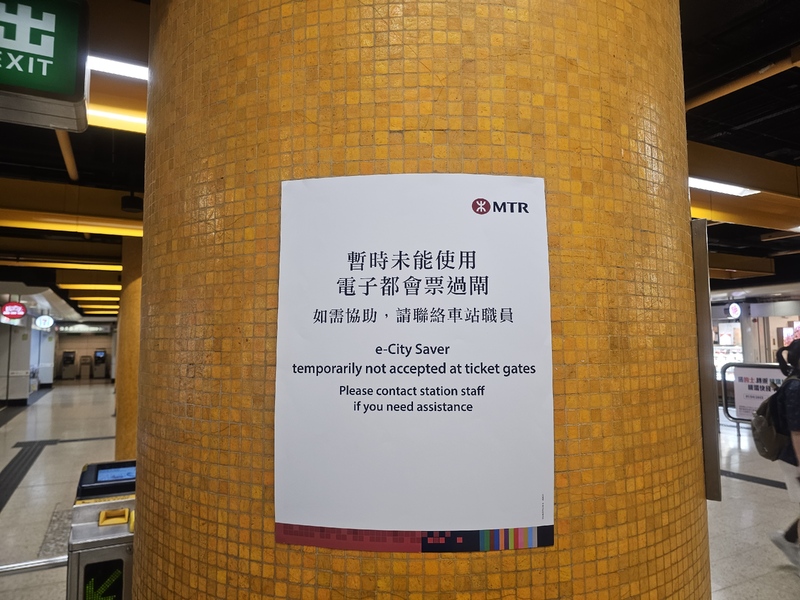 出
EXIT
MTR
暫時未能使用
電子都會票過閘
如需協助，請聯絡車站職員
e-City Saver
temporarily not accepted at ticket gates
Please contact station staff
if you need assistance